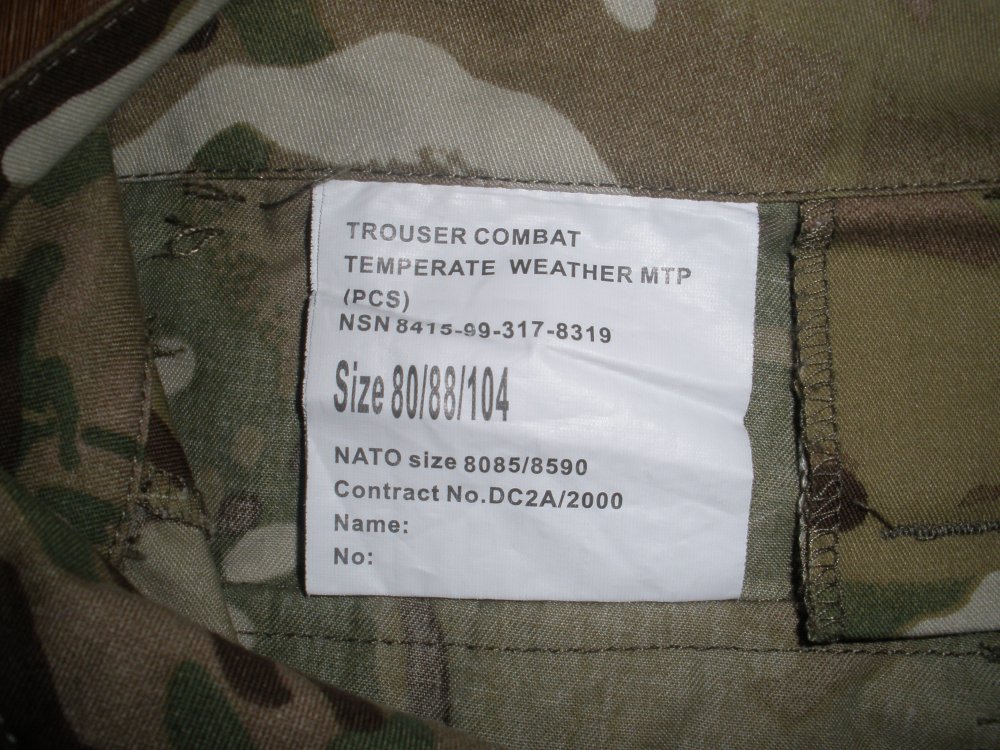 TROUSER COMBAT
TEMPERATE WEATHER MTP
(PCS)
NSN 8415-99-317-8319
Size 80/88/104
NATO size 8085/8590
Contract No.DC2A/2000
Name:
No: